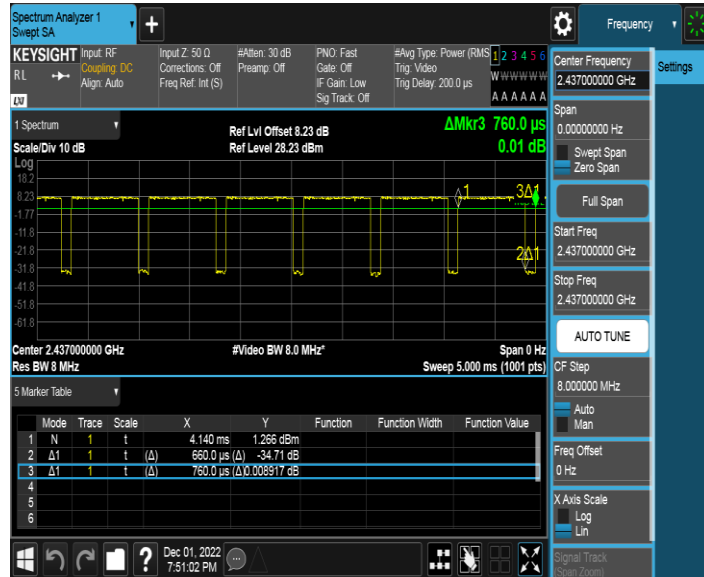 Spectrum Analyzer 1
Swept SA
Frequency
KEYSIGHT Input: RF Input Z: 50 Ω #Atten: 30 dB PNO: Fast #Avg Type: Power (RMS 1 2 3 4 5 6
RL Coupling: DC Corrections: Off Preamp: Off Gate: Off Trig: Video W W W W W W
Align: Auto Freq Ref: Int (S) IF Gain: Low Trig Delay: 200.0 µs
LXI Sig Track: Off A A A A A A
Center Frequency
2.437000000 GHz
Settings
Span
0.00000000 Hz
Swept Span
Zero Span
Full Span
Start Freq
2.437000000 GHz
Stop Freq
2.437000000 GHz
AUTO TUNE
CF Step
8.000000 MHz
Auto
Man
Freq Offset
0 Hz
X Axis Scale
Log
Lin
Signal Track
(Span Zoom)
1 Spectrum
Ref Lvl Offset 8.23 dB ΔMkr3 760.0 µs
Scale/Div 10 dB Ref Level 28.23 dBm 0.01 dB
Log
18.2
8.23
-1.77
-11.8
-21.8
-31.8
-41.8
-51.8
-61.8
1
3Δ1
2Δ1
Center 2.437000000 GHz #Video BW 8.0 MHz* Span 0 Hz
Res BW 8 MHz Sweep 5.000 ms (1001 pts)
5 Marker Table
Mode Trace Scale X Y Function Function Width Function Value
1 N 1 t 4.140 ms 1.266 dBm
2 Δ1 1 t (Δ) 660.0 µs (Δ) -34.71 dB
3 Δ1 1 t (Δ) 760.0 µs (Δ) 0.008917 dB
4
5
6
? Dec 01, 2022
7:51:02 PM